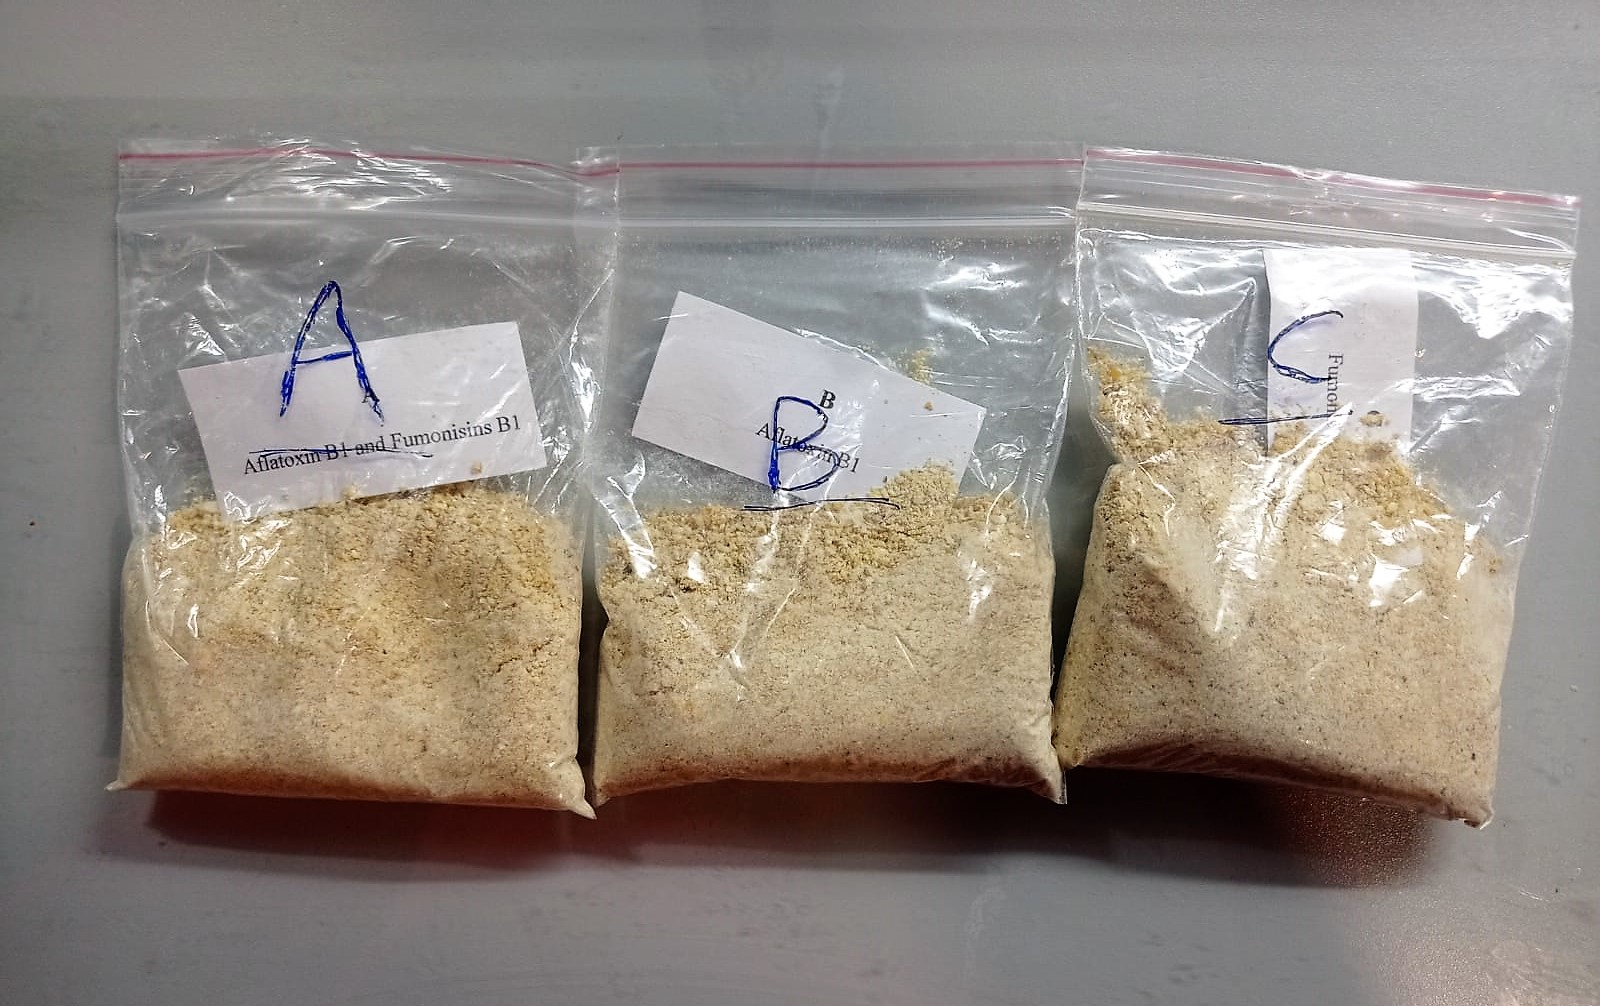 A
A
Aflatoxin B1 and Fumonisins B1
B
B
Aflatoxin B1
C